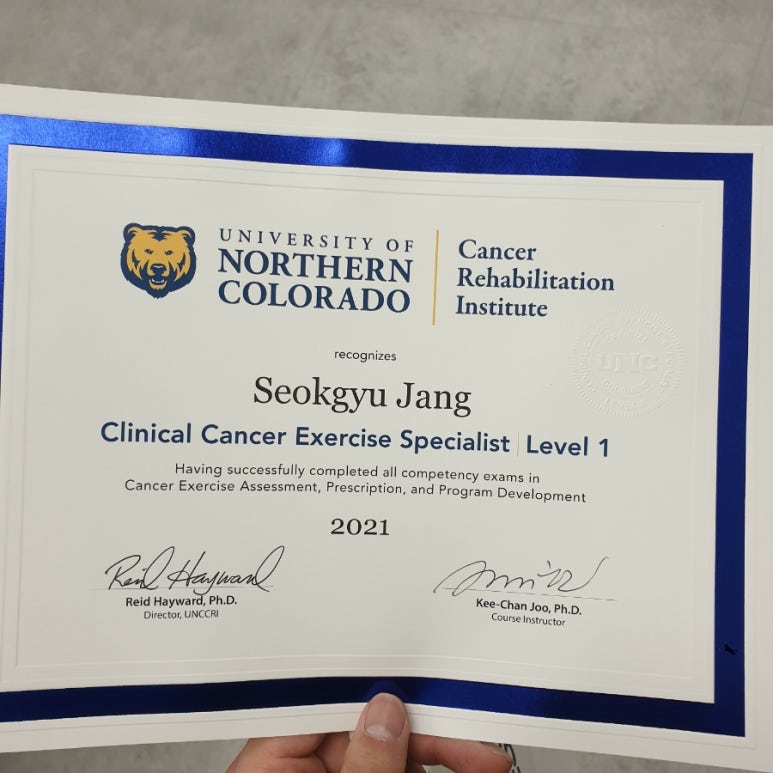 UNIVERSITY OF
NORTHERN
COLORADO
Cancer
Rehabilitation
Institute
UNC
recognizes
Seokgyu Jang
Clinical Cancer Exercise Specialist | Level 1
Having successfully completed all competency exams in
Cancer Exercise Assessment, Prescription, and Program Development
2021
Reid Hayward
Reid Hayward, Ph.D.
Director, UNCCRI
Kee-Chan Joo, Ph.D.
Course Instructor